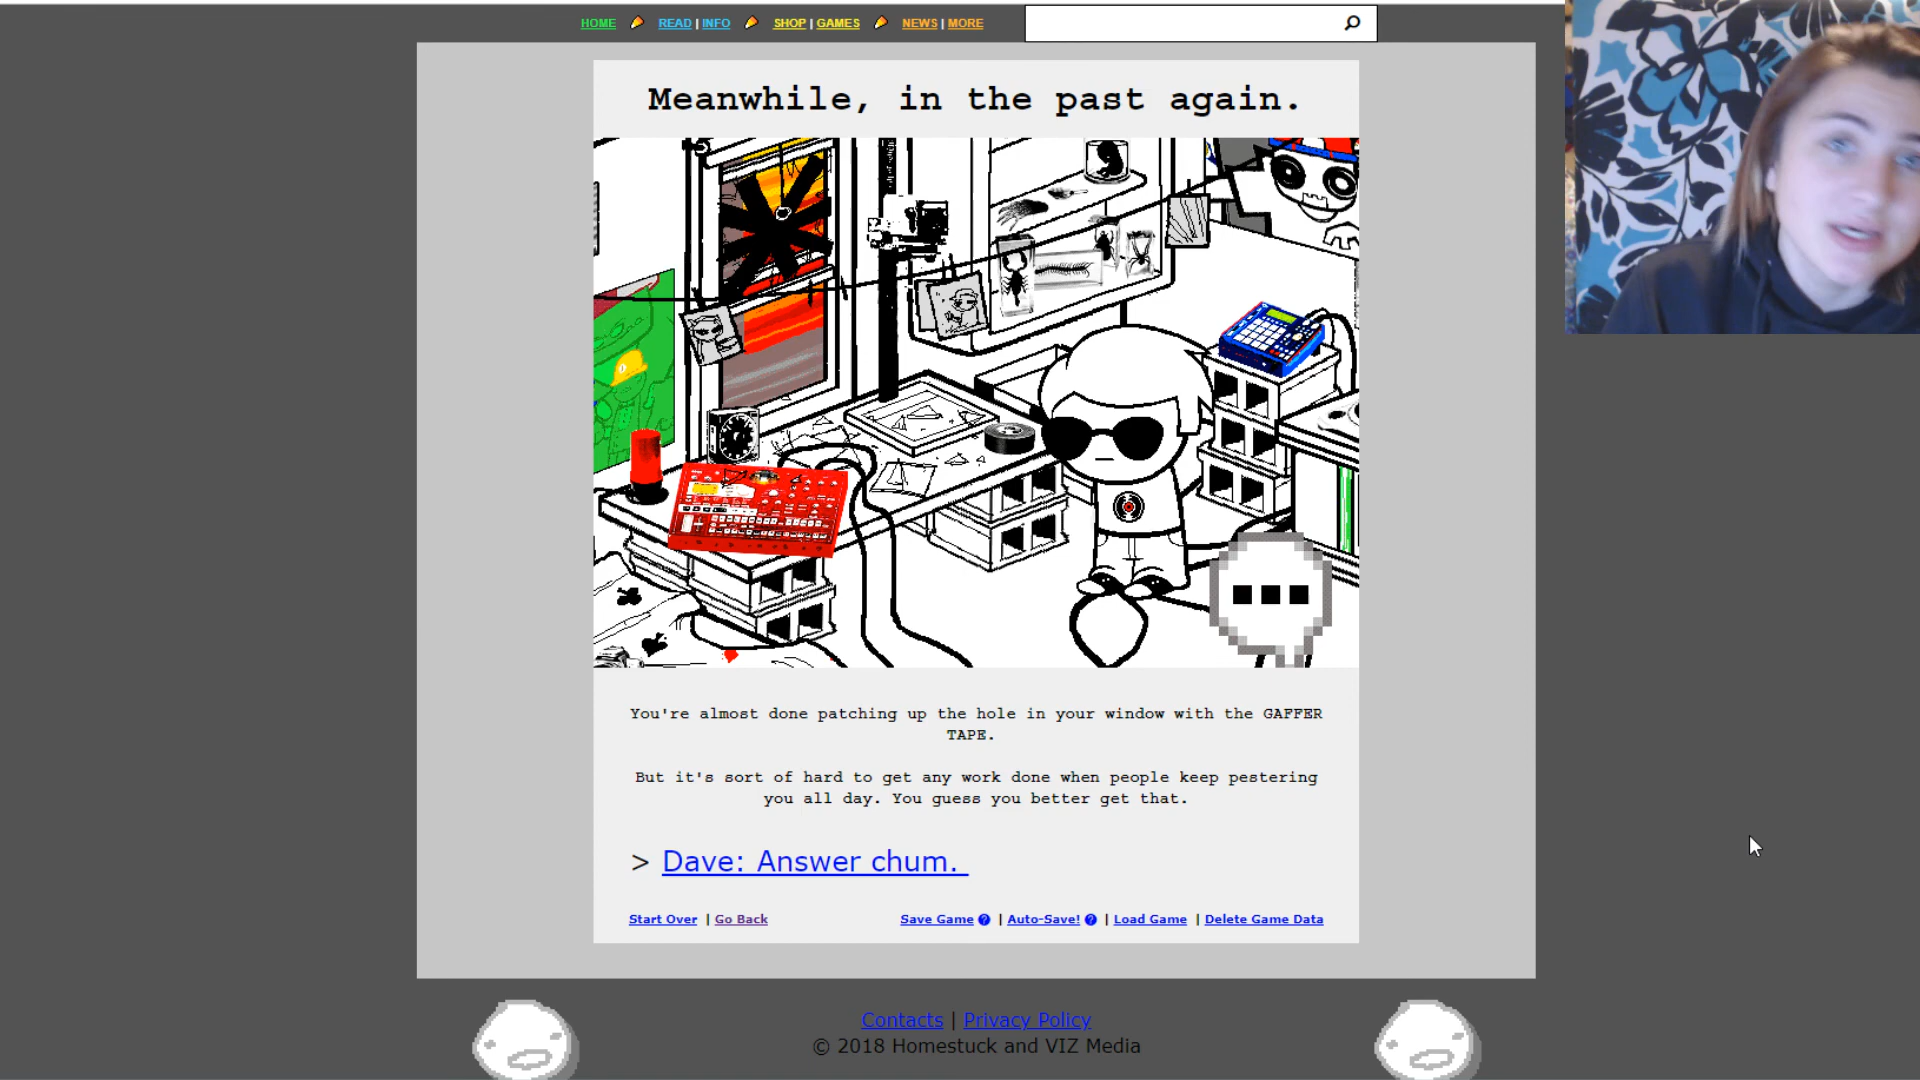 HOME READ | INFO SHOP | GAMES NEWS | MORE
Meanwhile, in the past again.
You're almost done patching up the hole in your window with the GAFFER
TAPE.
But it's sort of hard to get any work done when people keep pestering
you all day. You guess you better get that.
> Dave: Answer chum.
Start Over | Go Back Save Game ? | Auto-Save! ? | Load Game | Delete Game Data
Contacts | Privacy Policy
© 2018 Homestuck and VIZ Media